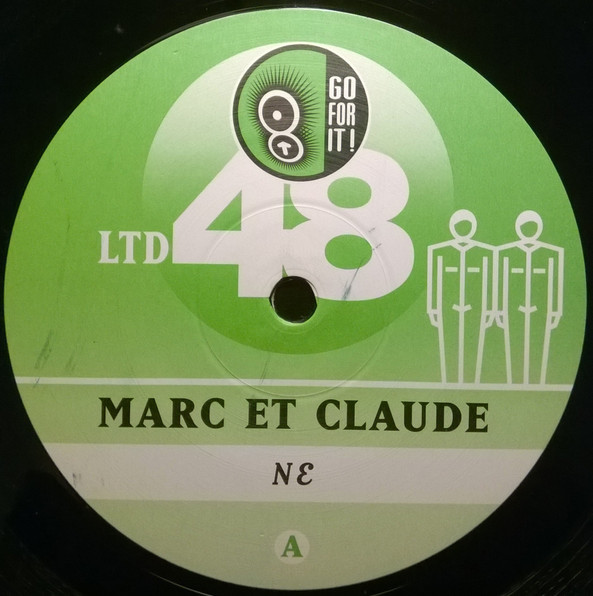 GO
FOR
IT!
LTD 48
MARC ET CLAUDE
NE
A